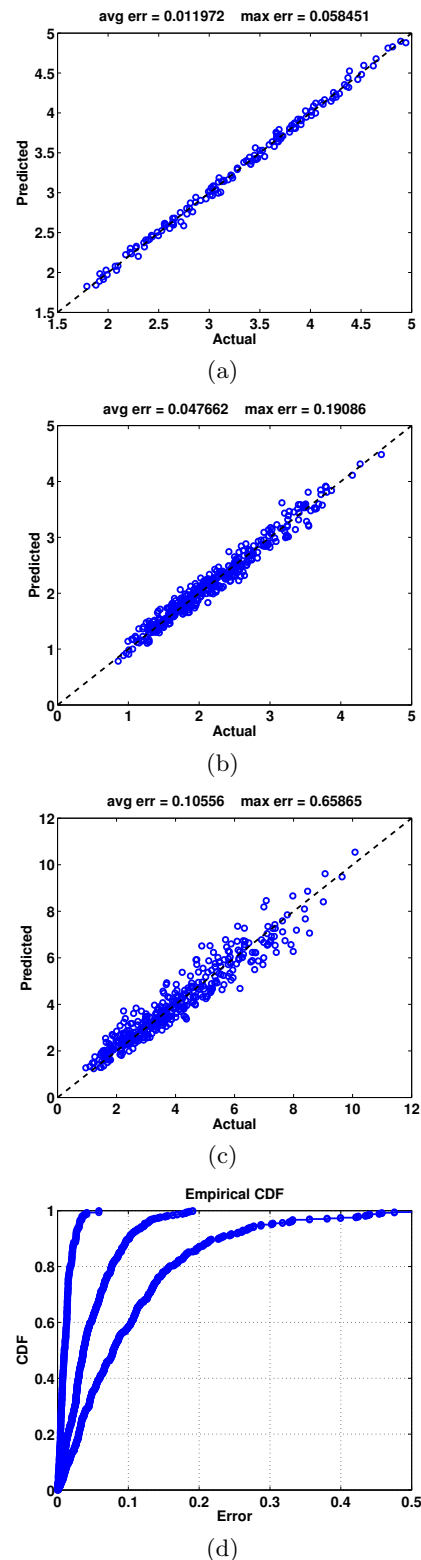 avg err = 0.011972 max err = 0.058451
5
4.5
4
3.5
3
2.5
2
1.5
Predicted
1.5 2 2.5 3 3.5 4 4.5 5
Actual
(a)
avg err = 0.047662 max err = 0.19086
5
4
3
2
1
0
Predicted
0 1 2 3 4 5
Actual
(b)
avg err = 0.10556 max err = 0.65865
12
10
8
6
4
2
0
Predicted
0 2 4 6 8 10 12
Actual
(c)
Empirical CDF
1
0.8
0.6
0.4
0.2
0
CDF
0 0.1 0.2 0.3 0.4 0.5
Error
(d)